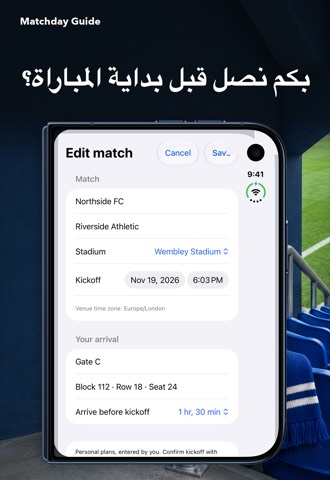 Matchday Guide
بكم نصل قبل بداية المباراة؟
Edit match
Cancel
Sav..
9:41
Match
Northside FC
Riverside Athletic
Stadium
Wembley Stadium
Kickoff
Nov 19, 2026
6:03 PM
Venue time zone: Europe/London
Your arrival
Gate C
Block 112 · Row 18 · Seat 24
Arrive before kickoff
1 hr, 30 min
Personal plans, entered by you. Confirm kickoff with